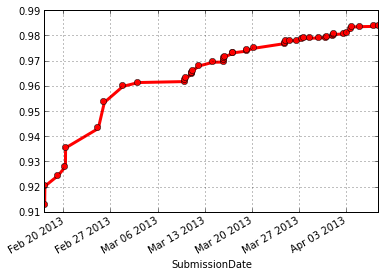 0.99
0.98
0.97
0.96
0.95
0.94
0.93
0.92
0.91
Feb 20 2013
Feb 27 2013
Mar 06 2013
Mar 13 2013
Mar 20 2013
Mar 27 2013
Apr 03 2013
SubmissionDate